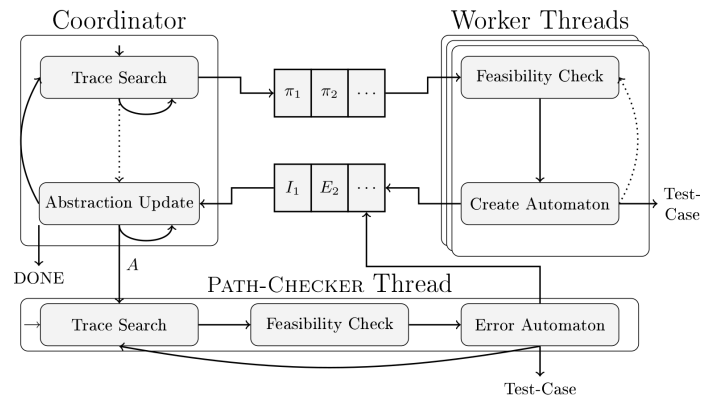 Coordinator
Worker Threads
Trace Search
π₁ π₂ ...
Feasibility Check
Abstraction Update
I₁ E₂ ...
Create Automaton
Test-
Case
DONE
A
PATH-CHECKER Thread
Trace Search
Feasibility Check
Error Automaton
Test-Case